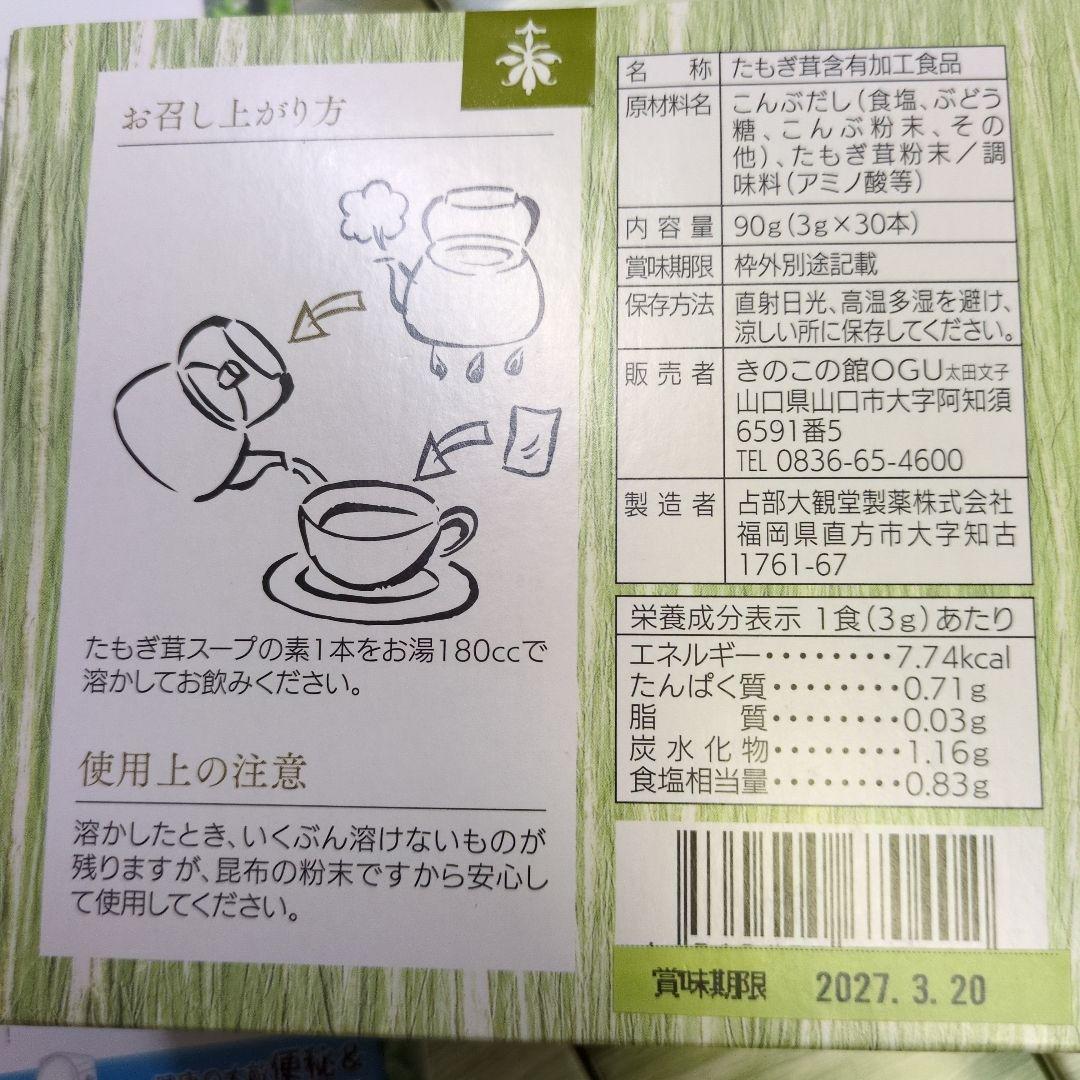 お召し上がり方
たもぎ茸スープの素1本をお湯180ccで
溶かしてお飲みください。
使用上の注意
溶かしたとき、いくぶん溶けないものが
残りますが、昆布の粉末ですから安心し
て使用してください。
名称 たもぎ茸含有加工食品
原材料名 こんぶだし(食塩、ぶどう
糖、こんぶ粉末、その
他)、たもぎ茸粉末/調
味料(アミノ酸等)
内容量 90g(3g×30本)
賞味期限 枠外別途記載
保存方法 直射日光、高温多湿を避け、
涼しい所に保存してください。
販売者 きのこの館OGU太田文子
山口県山口市大字阿知須
6591番5
TEL 0836-65-4600
製造者 占部大観堂製薬株式会社
福岡県直方市大字知古
1761-67
栄養成分表示 1食(3g)あたり
エネルギー・・・・・・・・7.74kcal
たんぱく質・・・・・・・・0.71g
脂質・・・・・・・・0.03g
炭水化物・・・・・・・・1.16g
食塩相当量・・・・・・・・0.83g
賞味期限 2027. 3. 20
便秘&